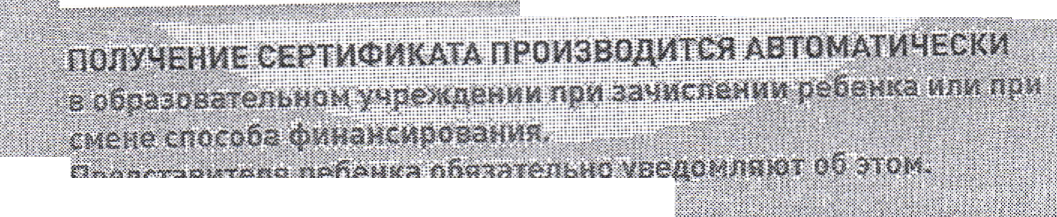 ПОЛУЧЕНИЕ СЕРТИФИКАТА ПРОИЗВОДИТСЯ АВТОМАТИЧЕСКИ
в образовательном учреждении при зачислении ребенка или при
смене способа финансирования.
Представителя ребенка обязательно уведомляют об этом.